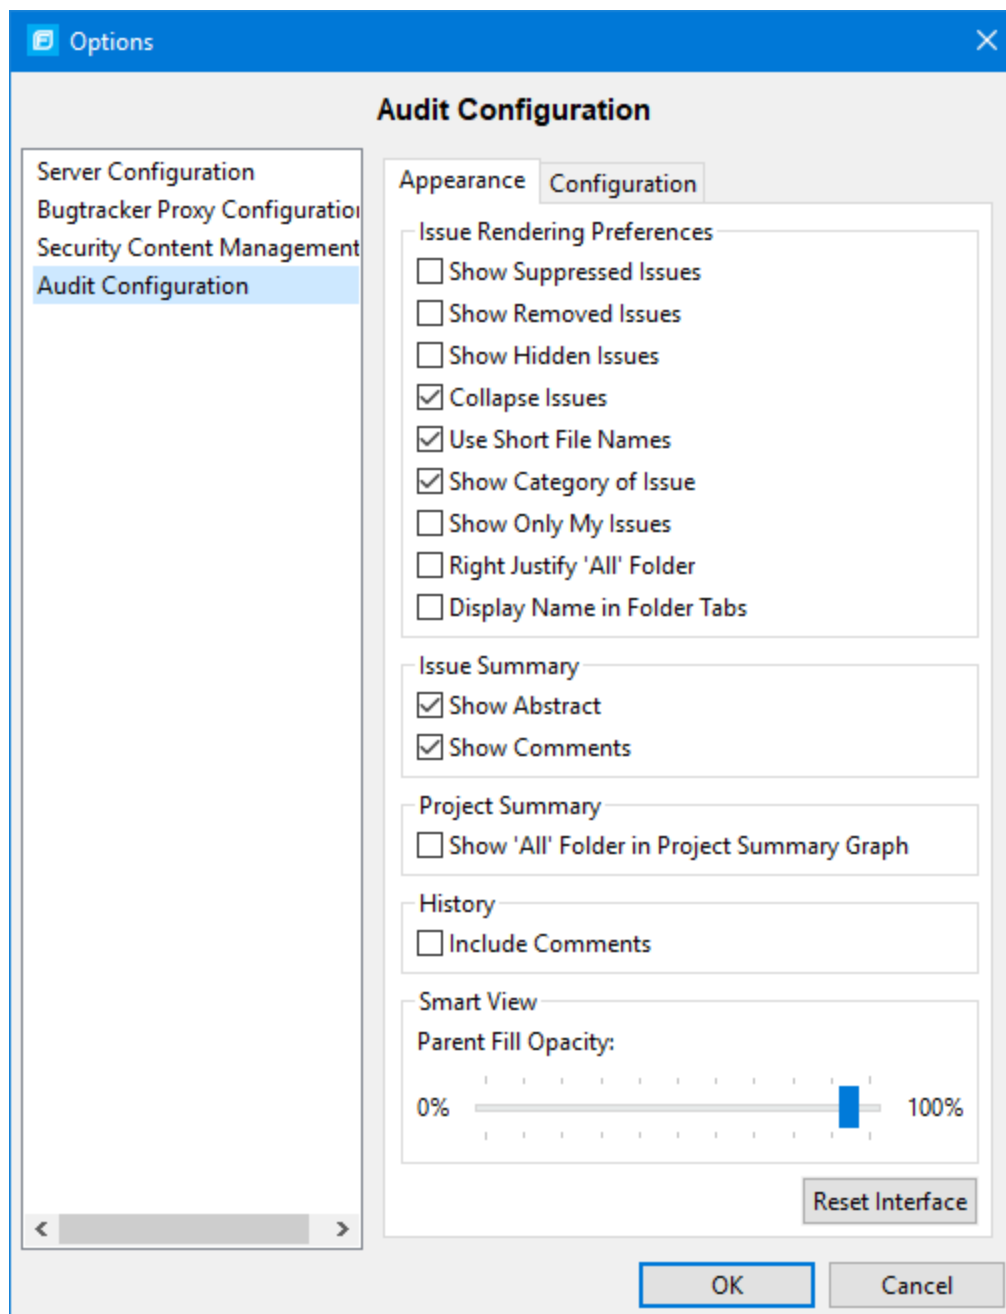 Options
Audit Configuration
Server Configuration
Bugtracker Proxy Configuration
Security Content Management
Audit Configuration
Appearance
Configuration
Issue Rendering Preferences
Show Suppressed Issues
Show Removed Issues
Show Hidden Issues
Collapse Issues
Use Short File Names
Show Category of Issue
Show Only My Issues
Right Justify 'All' Folder
Display Name in Folder Tabs
Issue Summary
Show Abstract
Show Comments
Project Summary
Show 'All' Folder in Project Summary Graph
History
Include Comments
Smart View
Parent Fill Opacity:
0% 100%
Reset Interface
OK Cancel